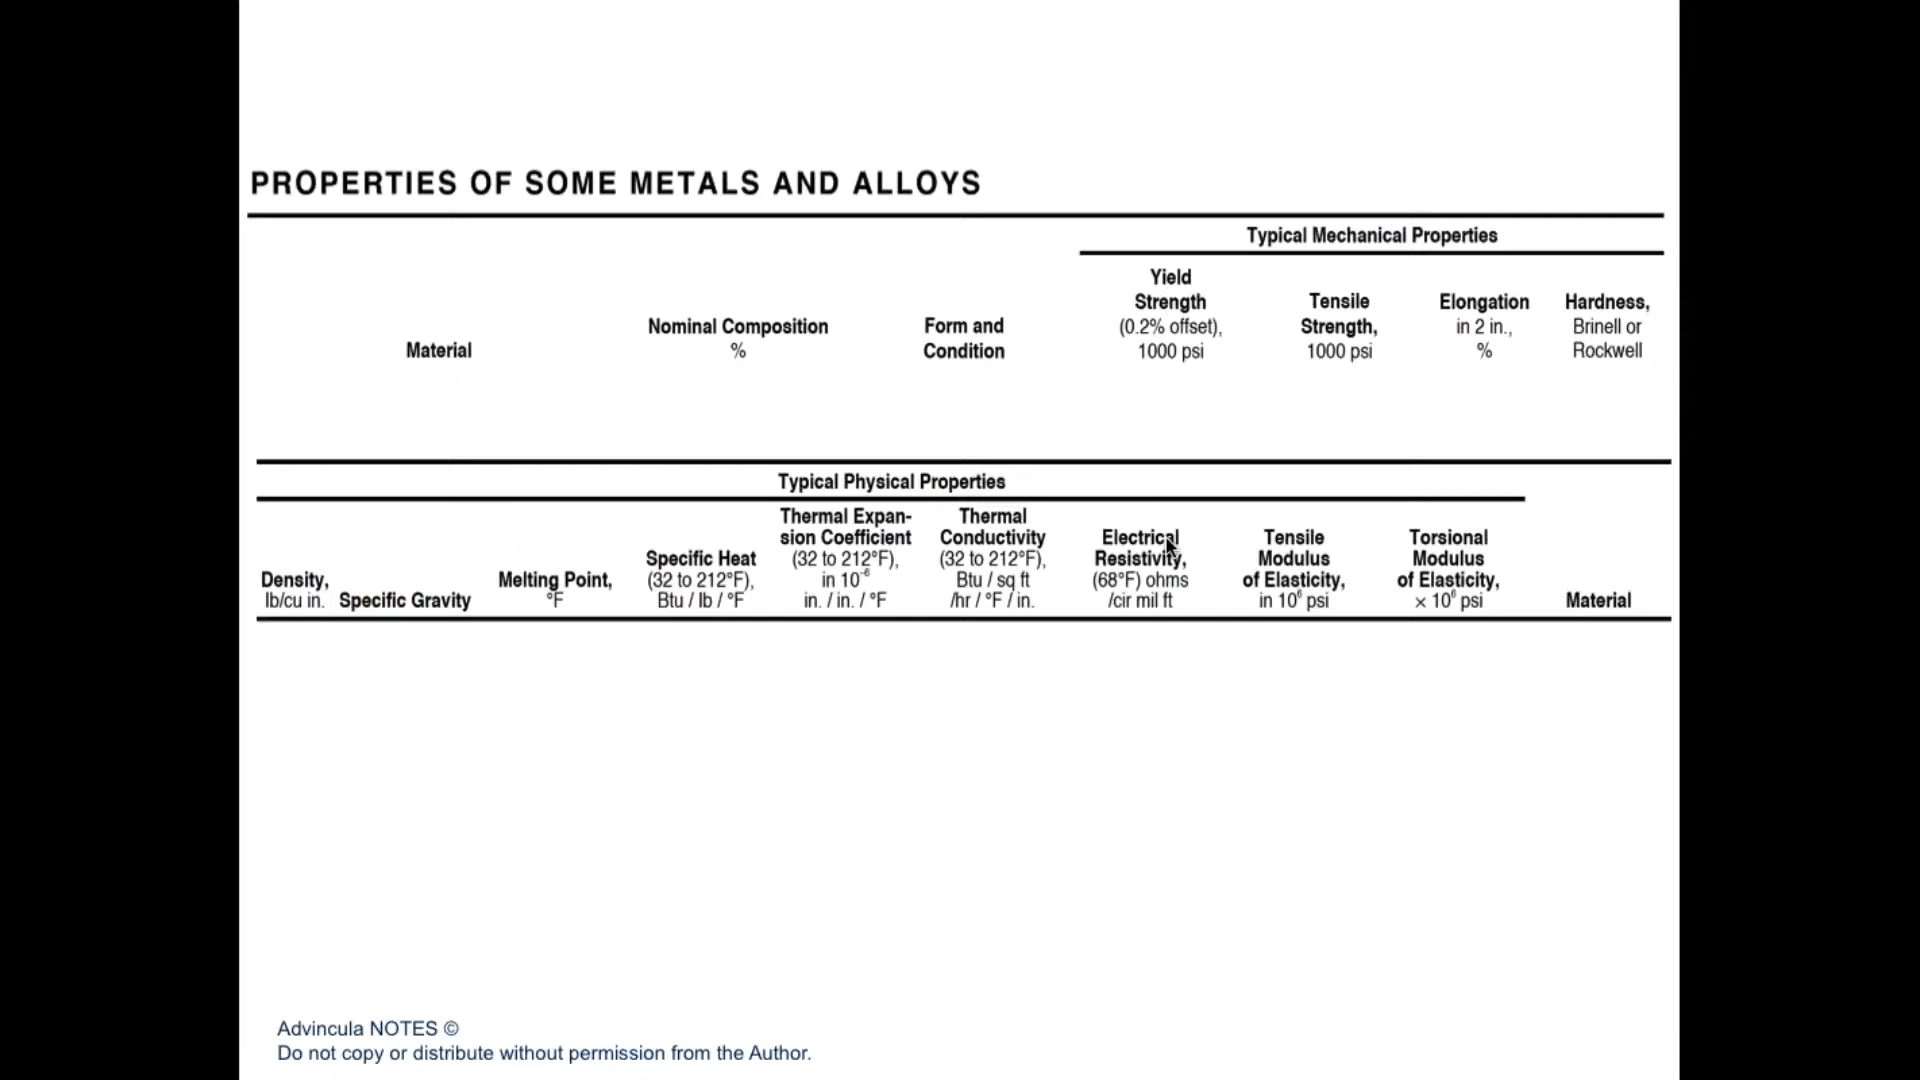 PROPERTIES OF SOME METALS AND ALLOYS
Typical Mechanical Properties
Material
Nominal Composition
%
Form and
Condition
Yield
Strength
(0.2% offset),
1000 psi
Tensile
Strength,
1000 psi
Elongation
in 2 in.,
%
Hardness,
Brinell or
Rockwell
Typical Physical Properties
Density,
lb/cu in.
Specific Gravity
Melting Point,
°F
Specific Heat
(32 to 212°F),
Btu / lb / °F
Thermal Expan-
sion Coefficient
(32 to 212°F),
in 10⁻⁶
in. / in. / °F
Thermal
Conductivity
(32 to 212°F),
Btu / sq ft
/hr / °F / in.
Electrical
Resistivity,
(68°F) ohms
/cir mil ft
Tensile
Modulus
of Elasticity,
in 10⁶ psi
Torsional
Modulus
of Elasticity,
× 10⁶ psi
Material
Advincula NOTES ©
Do not copy or distribute without permission from the Author.